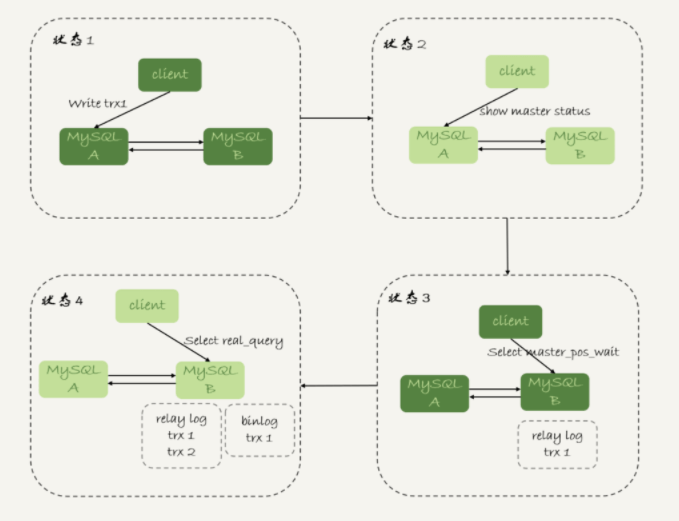 状态1
client
Write trx1
MySQL
A
MySQL
B
状态2
client
show master status
MySQL
A
MySQL
B
状态3
client
Select master_pos_wait
MySQL
A
MySQL
B
relay log
trx 1
状态4
client
Select real_query
MySQL
A
MySQL
B
relay log
trx 1
trx 2
binlog
trx 1